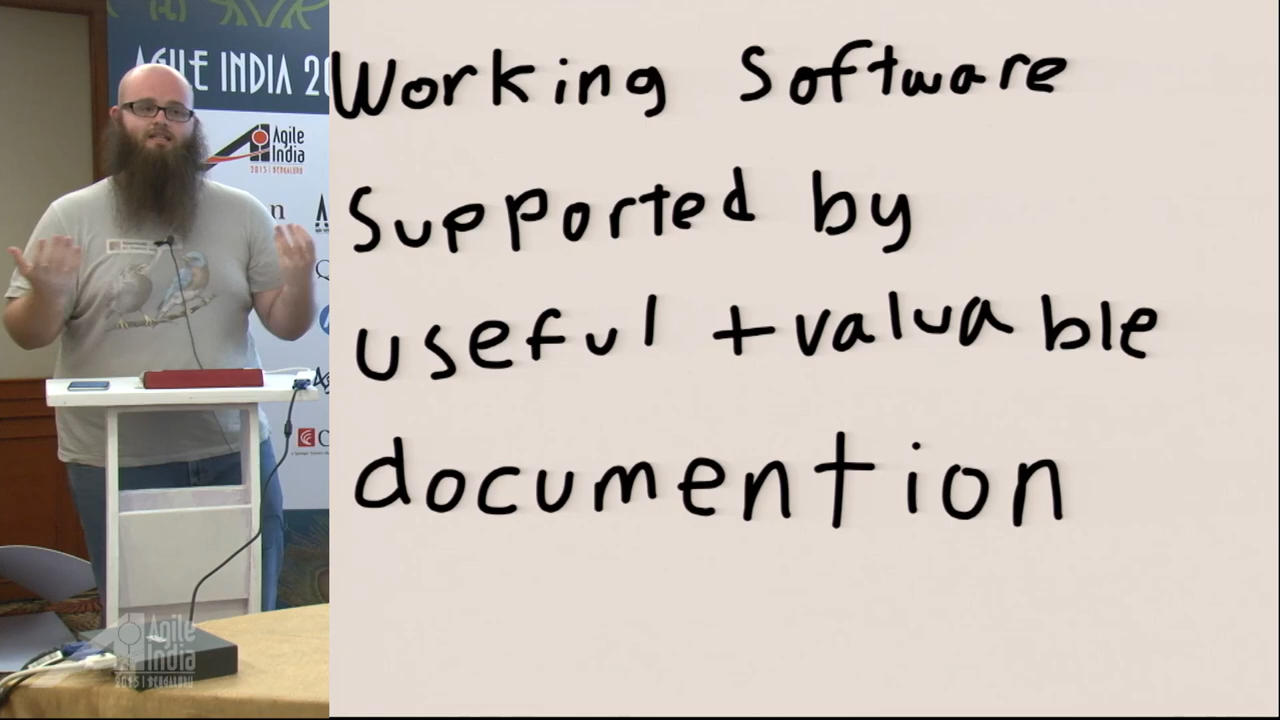 AGILE INDIA 20
Agile
India
2015 | BENGALURU
Working Software
Supported by
useful + valuable
documention
Agile
India
2015 | BENGALURU